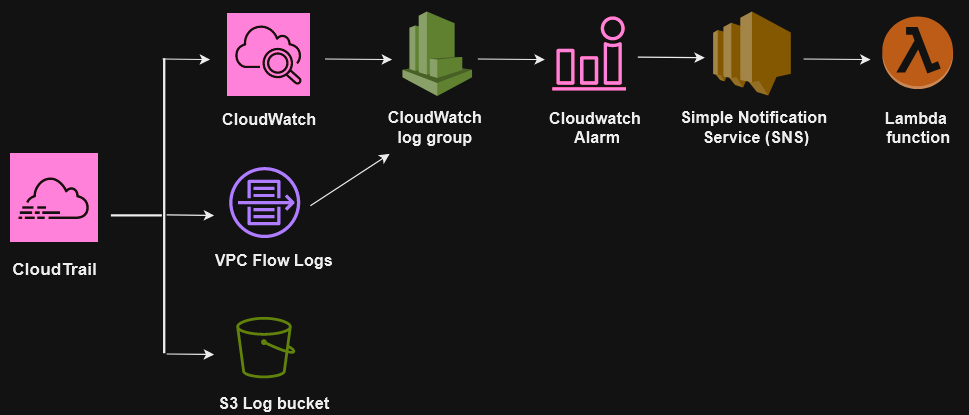 CloudWatch
CloudWatch
log group
Cloudwatch
Alarm
Simple Notification
Service (SNS)
Lambda
function
CloudTrail
VPC Flow Logs
S3 Log bucket